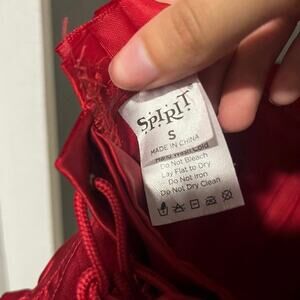 SPIRIT
S
MADE IN CHINA
Hand Wash Cold
Do Not Bleach
Lay Flat to Dry
Do Not Iron
Do Not Dry Clean